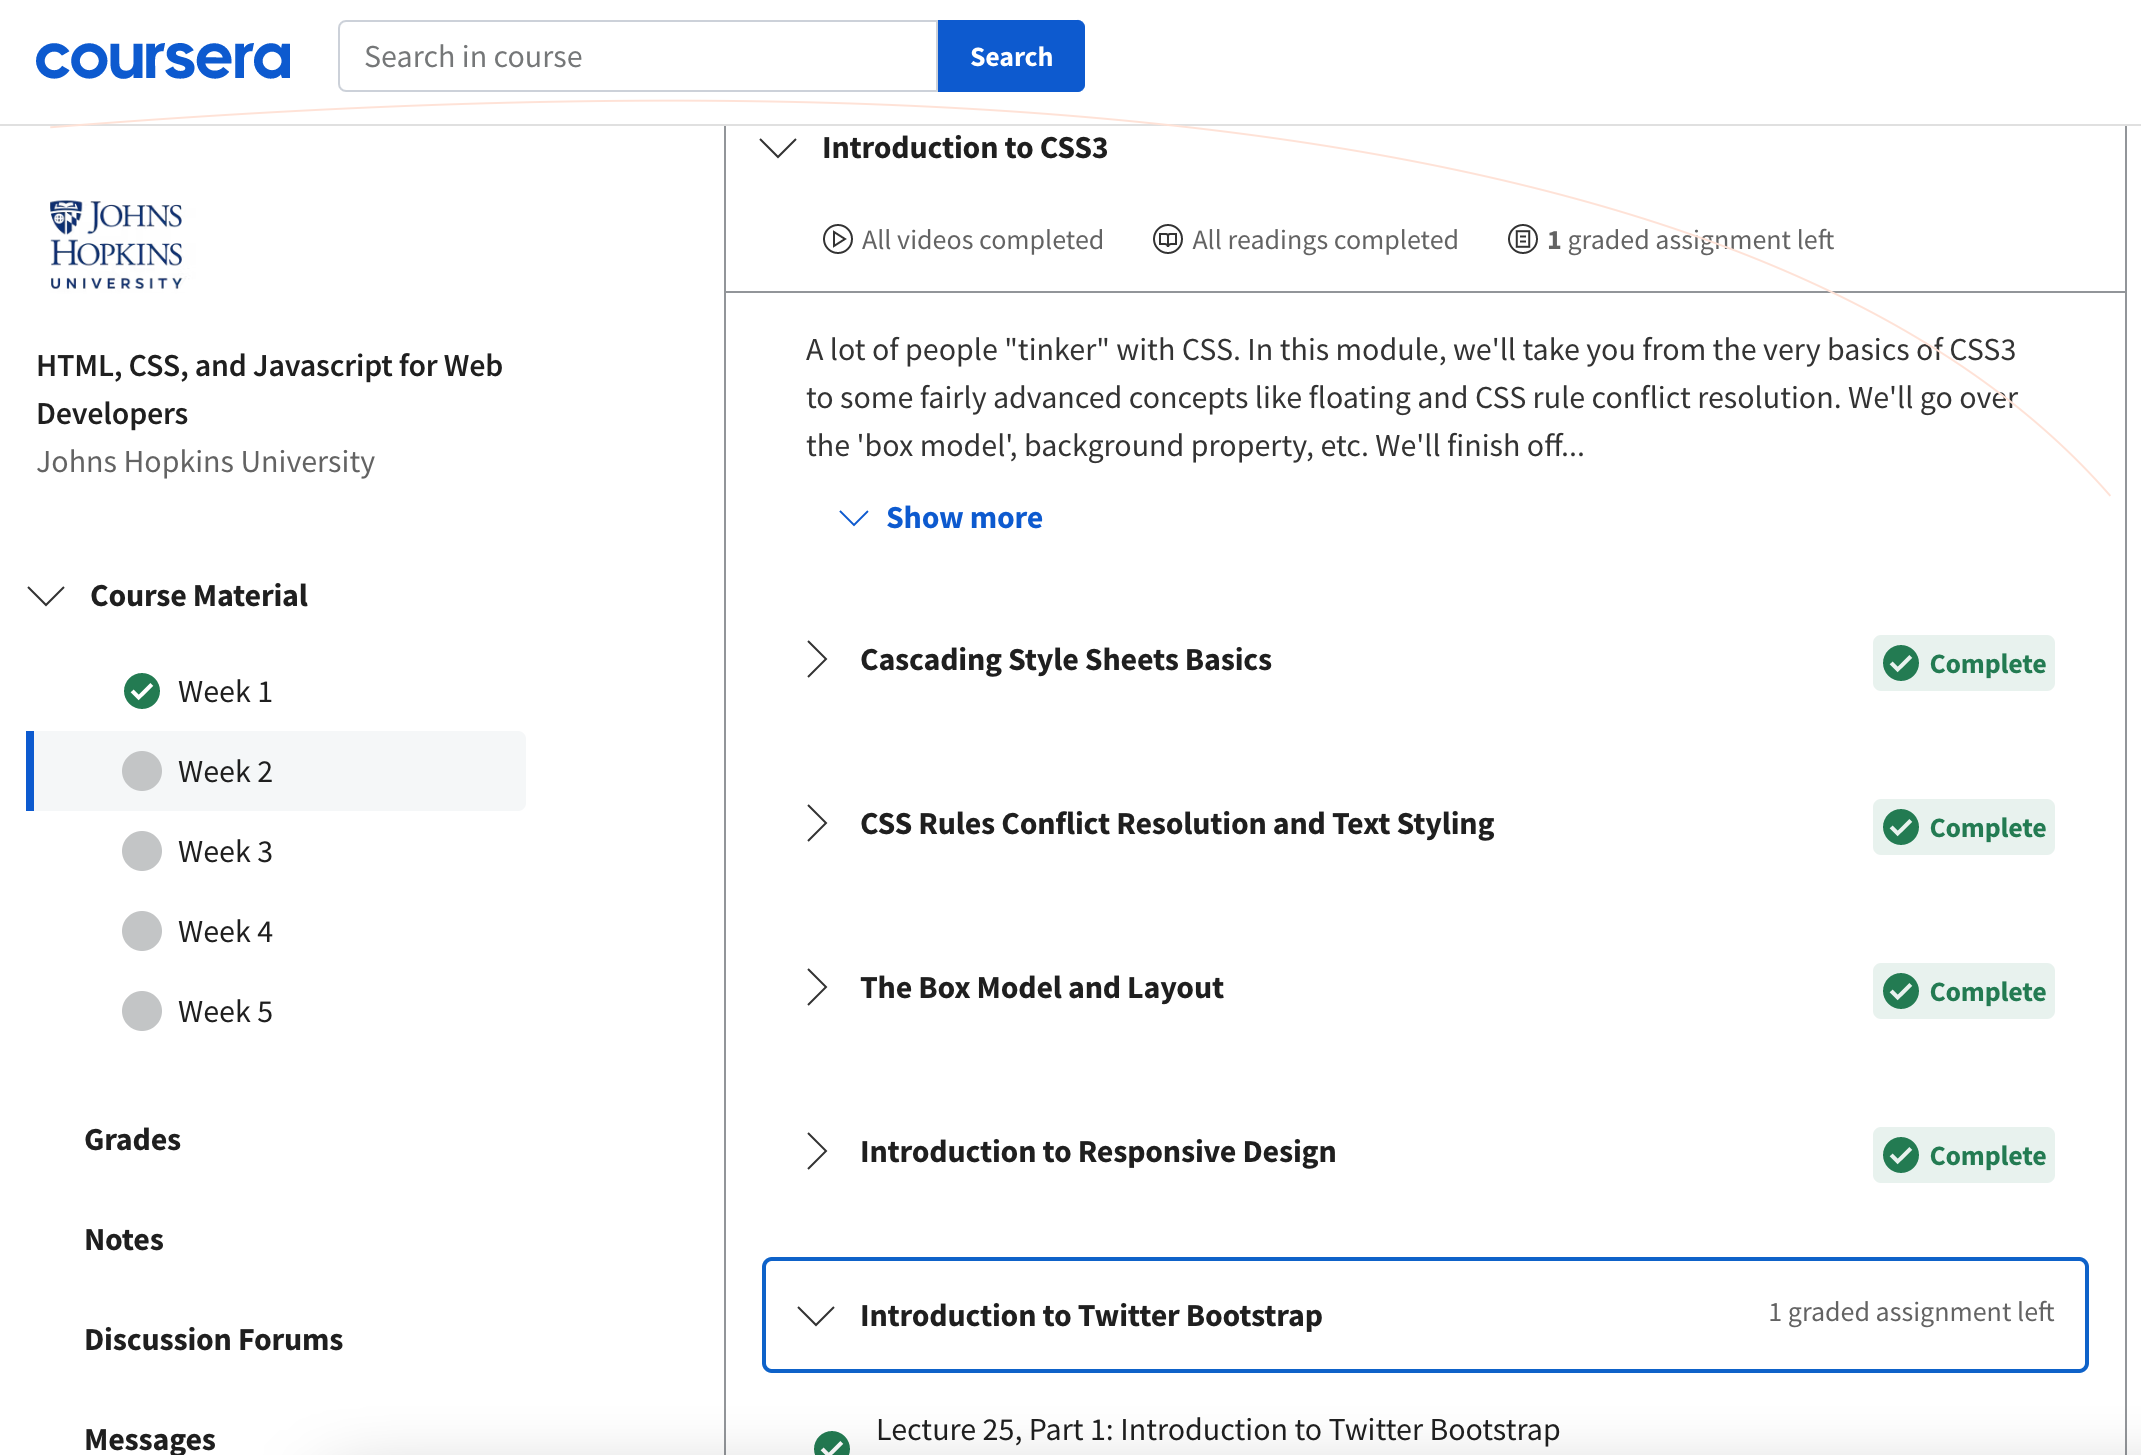 coursera
Search in course
Search
JOHNS
HOPKINS
UNIVERSITY
HTML, CSS, and Javascript for Web
Developers
Johns Hopkins University
Course Material
Week 1
Week 2
Week 3
Week 4
Week 5
Grades
Notes
Discussion Forums
Messages
Introduction to CSS3
All videos completed
All readings completed
1 graded assignment left
A lot of people "tinker" with CSS. In this module, we'll take you from the very basics of CSS3
to some fairly advanced concepts like floating and CSS rule conflict resolution. We'll go over
the 'box model', background property, etc. We'll finish off...
Show more
Cascading Style Sheets Basics
Complete
CSS Rules Conflict Resolution and Text Styling
Complete
The Box Model and Layout
Complete
Introduction to Responsive Design
Complete
Introduction to Twitter Bootstrap
1 graded assignment left
Lecture 25, Part 1: Introduction to Twitter Bootstrap